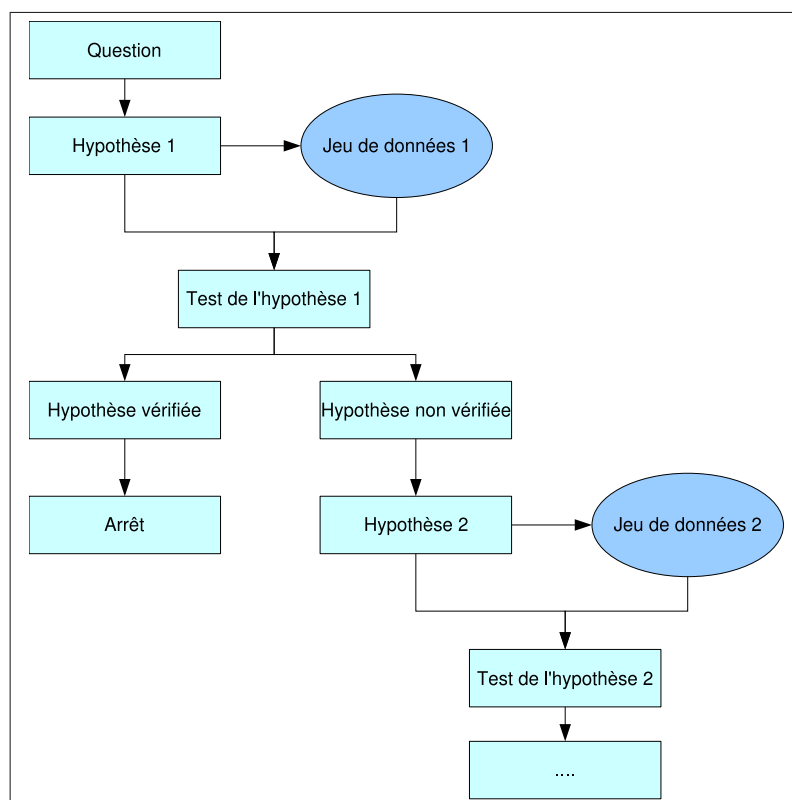 Question
Hypothèse 1
Jeu de données 1
Test de l'hypothèse 1
Hypothèse vérifiée
Hypothèse non vérifiée
Arrêt
Hypothèse 2
Jeu de données 2
Test de l'hypothèse 2
....